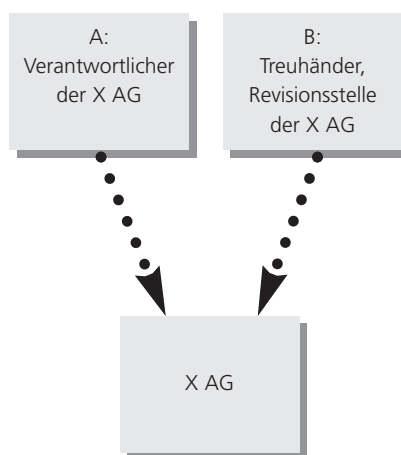 A:
Verantwortlicher
der X AG
B:
Treuhänder,
Revisionsstelle
der X AG
X AG